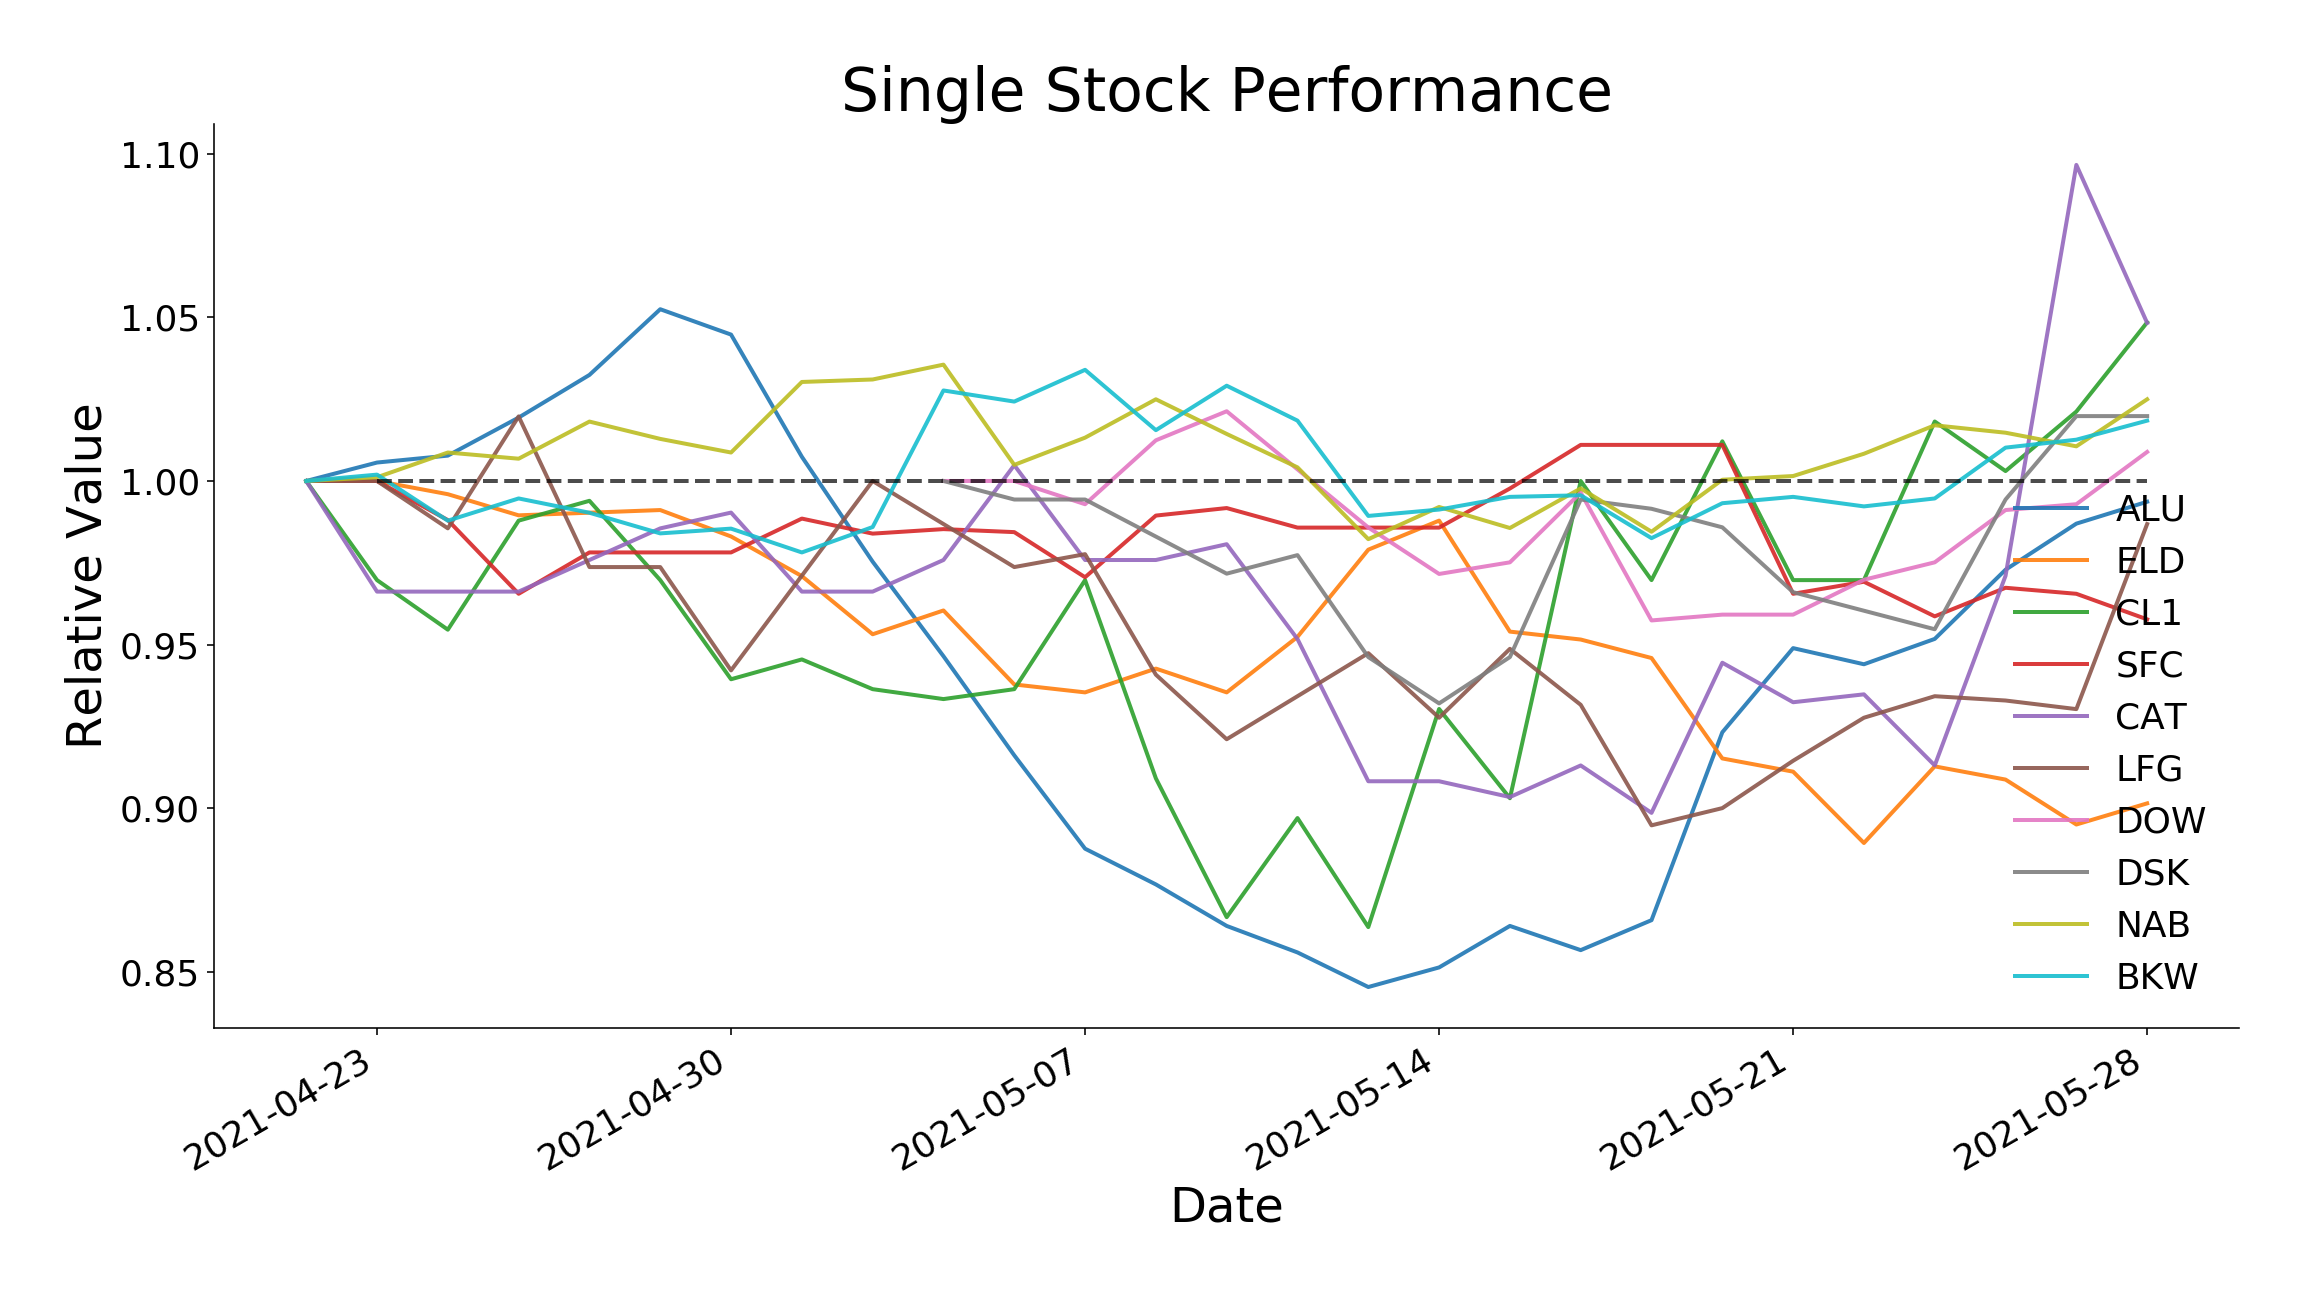 Single Stock Performance
1.10
1.05
1.00
0.95
0.90
0.85
Relative Value
ALU
ELD
CL1
SFC
CAT
LFG
DOW
DSK
NAB
BKW
2021-04-23
2021-04-30
2021-05-07
2021-05-14
2021-05-21
2021-05-28
Date